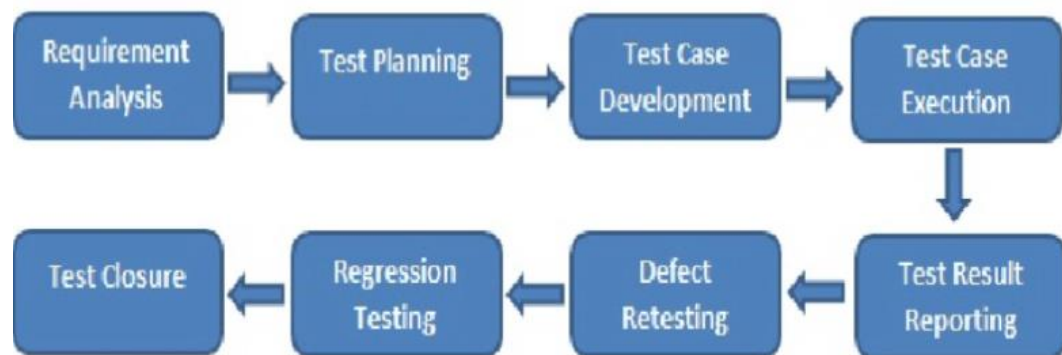 Requirement
Analysis
Test Planning
Test Case
Development
Test Case
Execution
Test Result
Reporting
Defect
Retesting
Regression
Testing
Test Closure